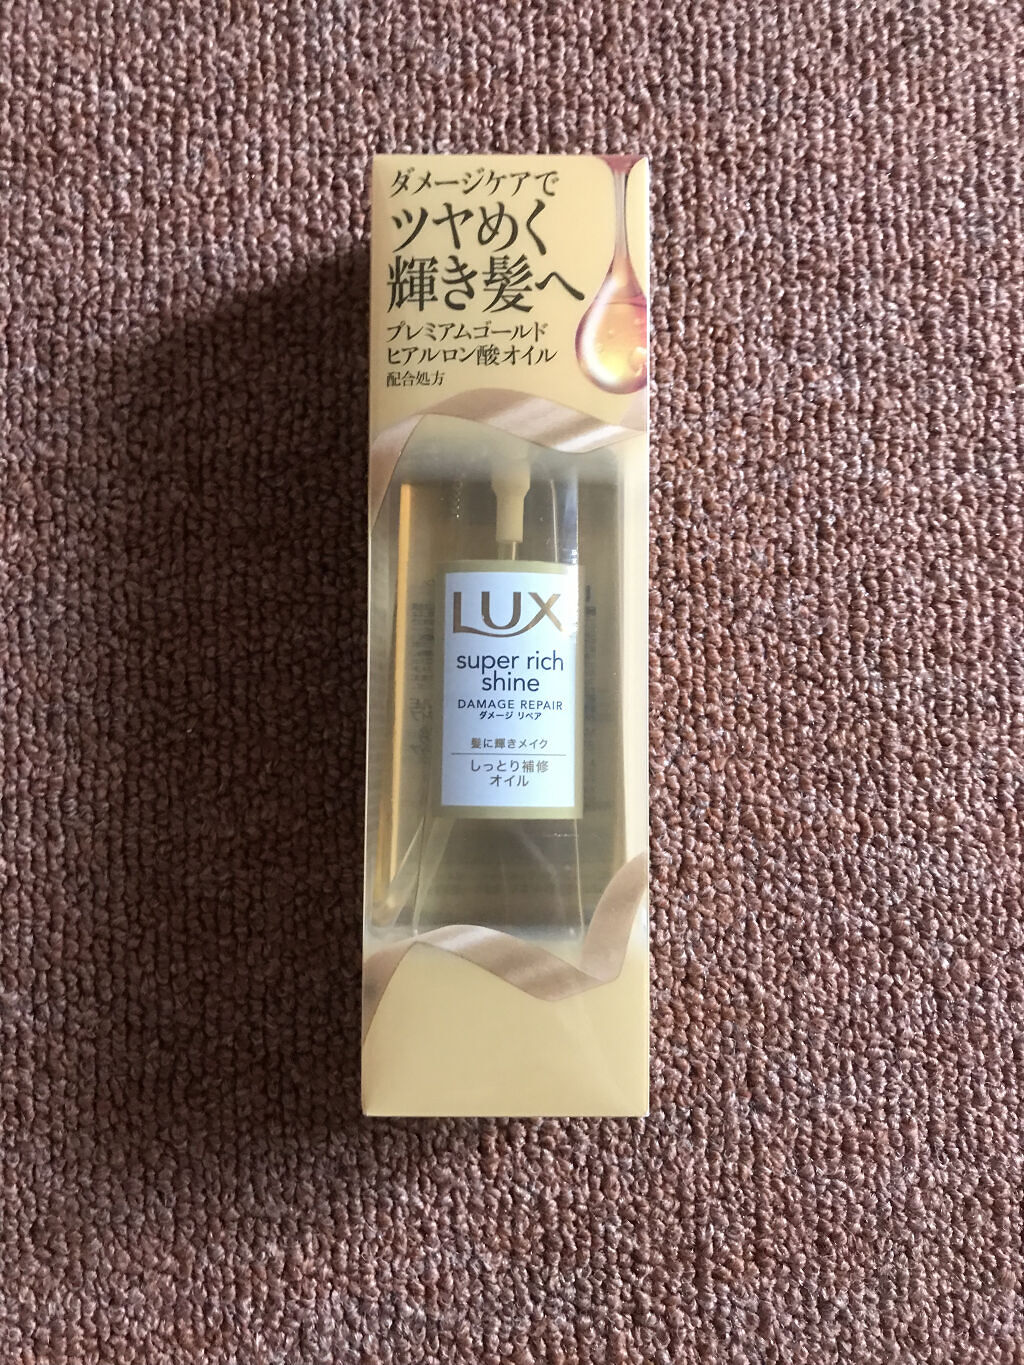 ダメージケアで
ツヤめく
輝き髪へ
プレミアムゴールド
ヒアルロン酸オイル
配合処方
LUX
super rich
shine
DAMAGE REPAIR
ダメージ リペア
髪に輝きメイク
しっとり補修
オイル